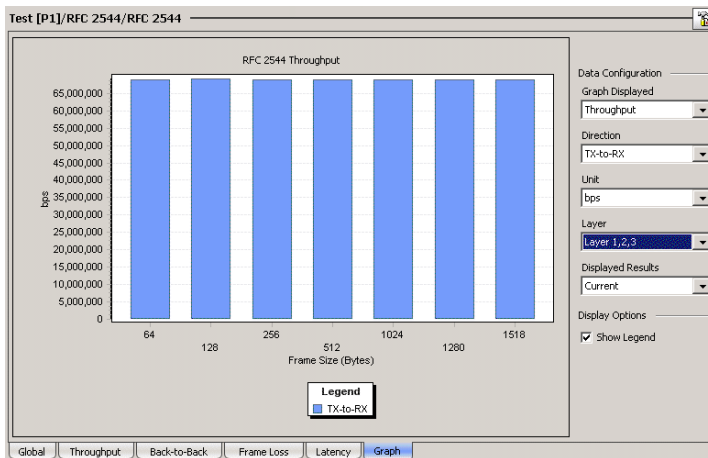 Test [P1]/RFC 2544/RFC 2544
RFC 2544 Throughput
65,000,000
60,000,000
55,000,000
50,000,000
45,000,000
40,000,000
35,000,000
30,000,000
25,000,000
20,000,000
15,000,000
10,000,000
5,000,000
0
bps
64
128
256
512
1024
1280
1518
Frame Size (Bytes)
Legend
TX-to-RX
Data Configuration
Graph Displayed
Throughput
Direction
TX-to-RX
Unit
bps
Layer
Layer 1,2,3
Displayed Results
Current
Display Options
Show Legend
Global Throughput Back-to-Back Frame Loss Latency Graph